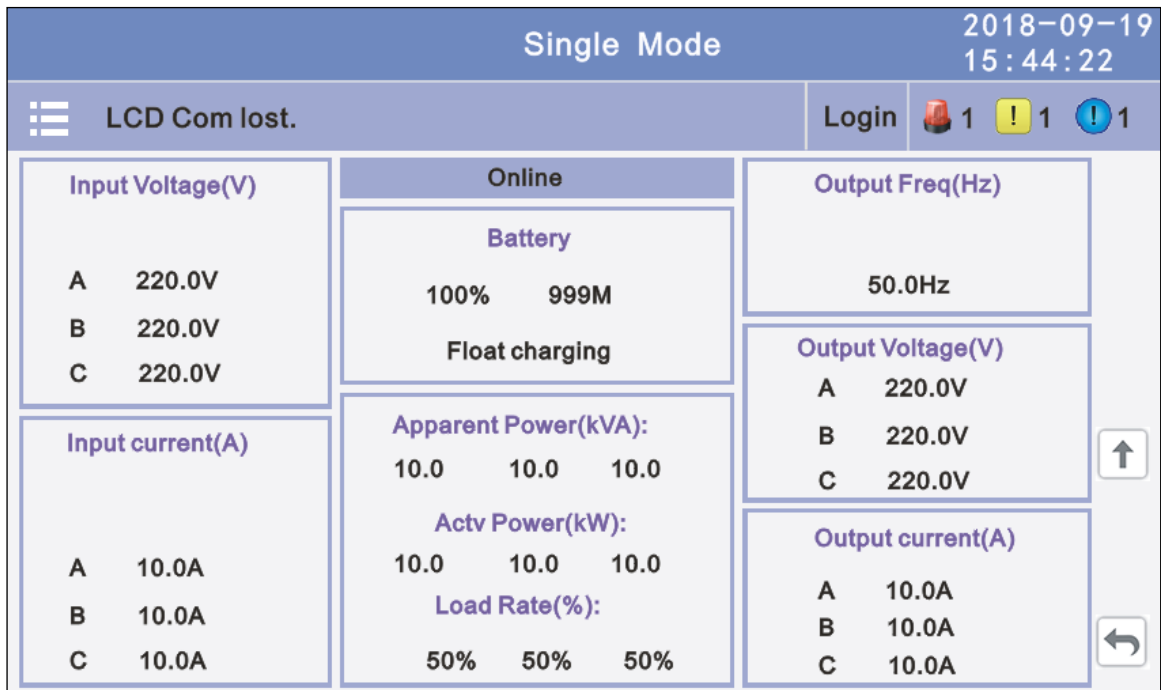 Single Mode
2018-09-19
15:44:22
LCD Com lost.
Login
1
! 1
! 1
Input Voltage(V)
A 220.0V
B 220.0V
C 220.0V
Input current(A)
A 10.0A
B 10.0A
C 10.0A
Online
Battery
100% 999M
Float charging
Apparent Power(kVA):
10.0 10.0 10.0
Actv Power(kW):
10.0 10.0 10.0
Load Rate(%):
50% 50% 50%
Output Freq(Hz)
50.0Hz
Output Voltage(V)
A 220.0V
B 220.0V
C 220.0V
Output current(A)
A 10.0A
B 10.0A
C 10.0A